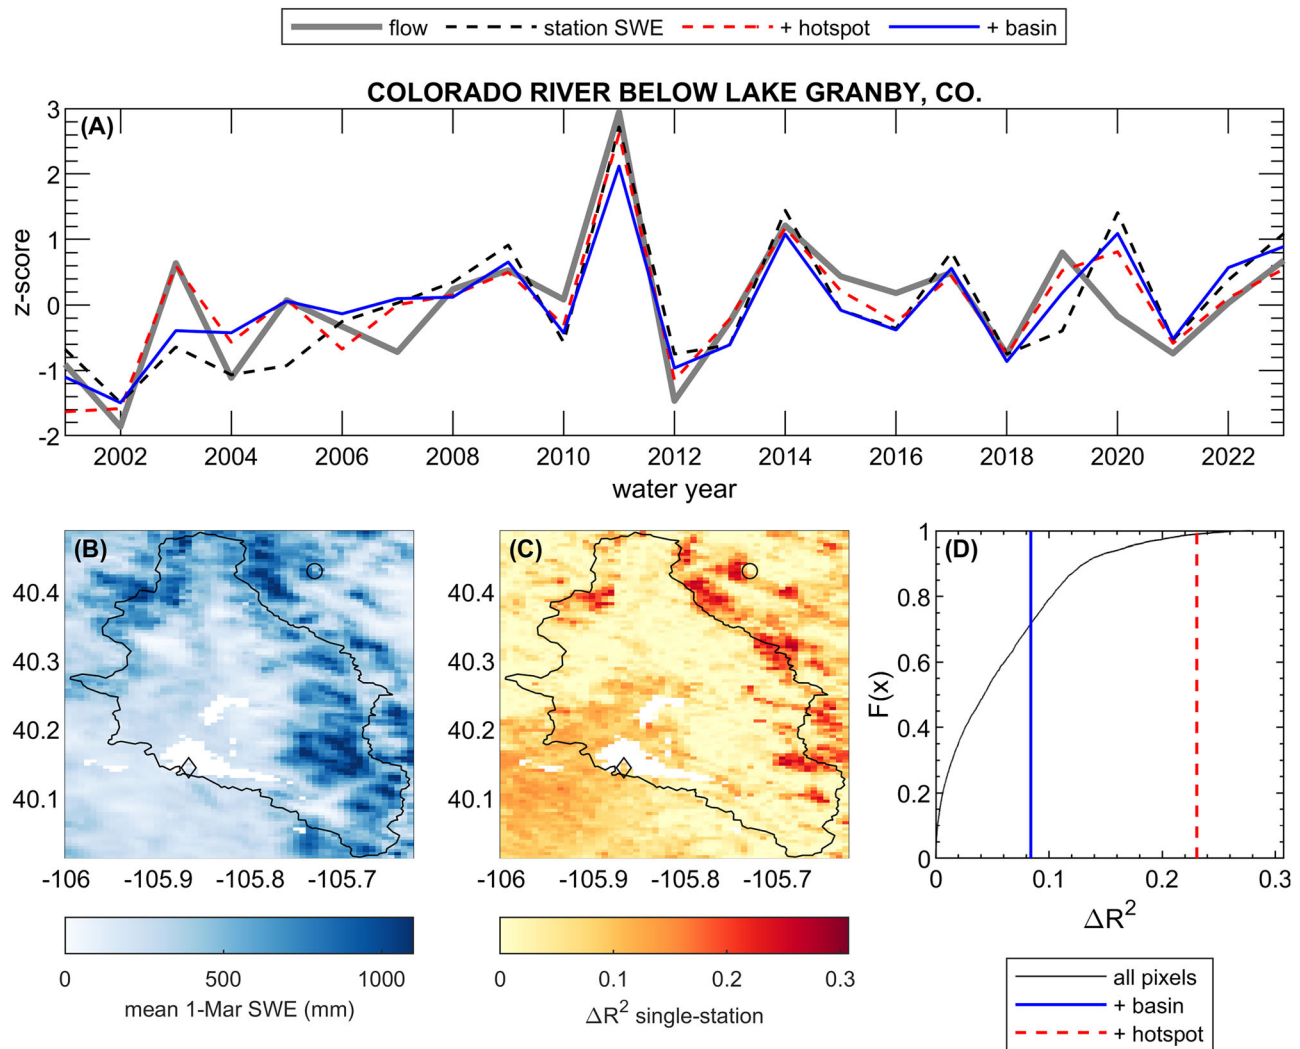 flow station SWE + hotspot + basin
COLORADO RIVER BELOW LAKE GRANBY, CO.
(A)
3
2
1
0
-1
-2
z-score
2002 2004 2006 2008 2010 2012 2014 2016 2018 2020 2022
water year
(B)
40.4
40.3
40.2
40.1
-106 -105.9 -105.8 -105.7
0 500 1000
mean 1-Mar SWE (mm)
(C)
40.4
40.3
40.2
40.1
-106 -105.9 -105.8 -105.7
0 0.1 0.2 0.3
ΔR² single-station
(D)
1
0.8
0.6
0.4
0.2
0
F(x)
0 0.1 0.2 0.3
ΔR²
all pixels
+ basin
+ hotspot